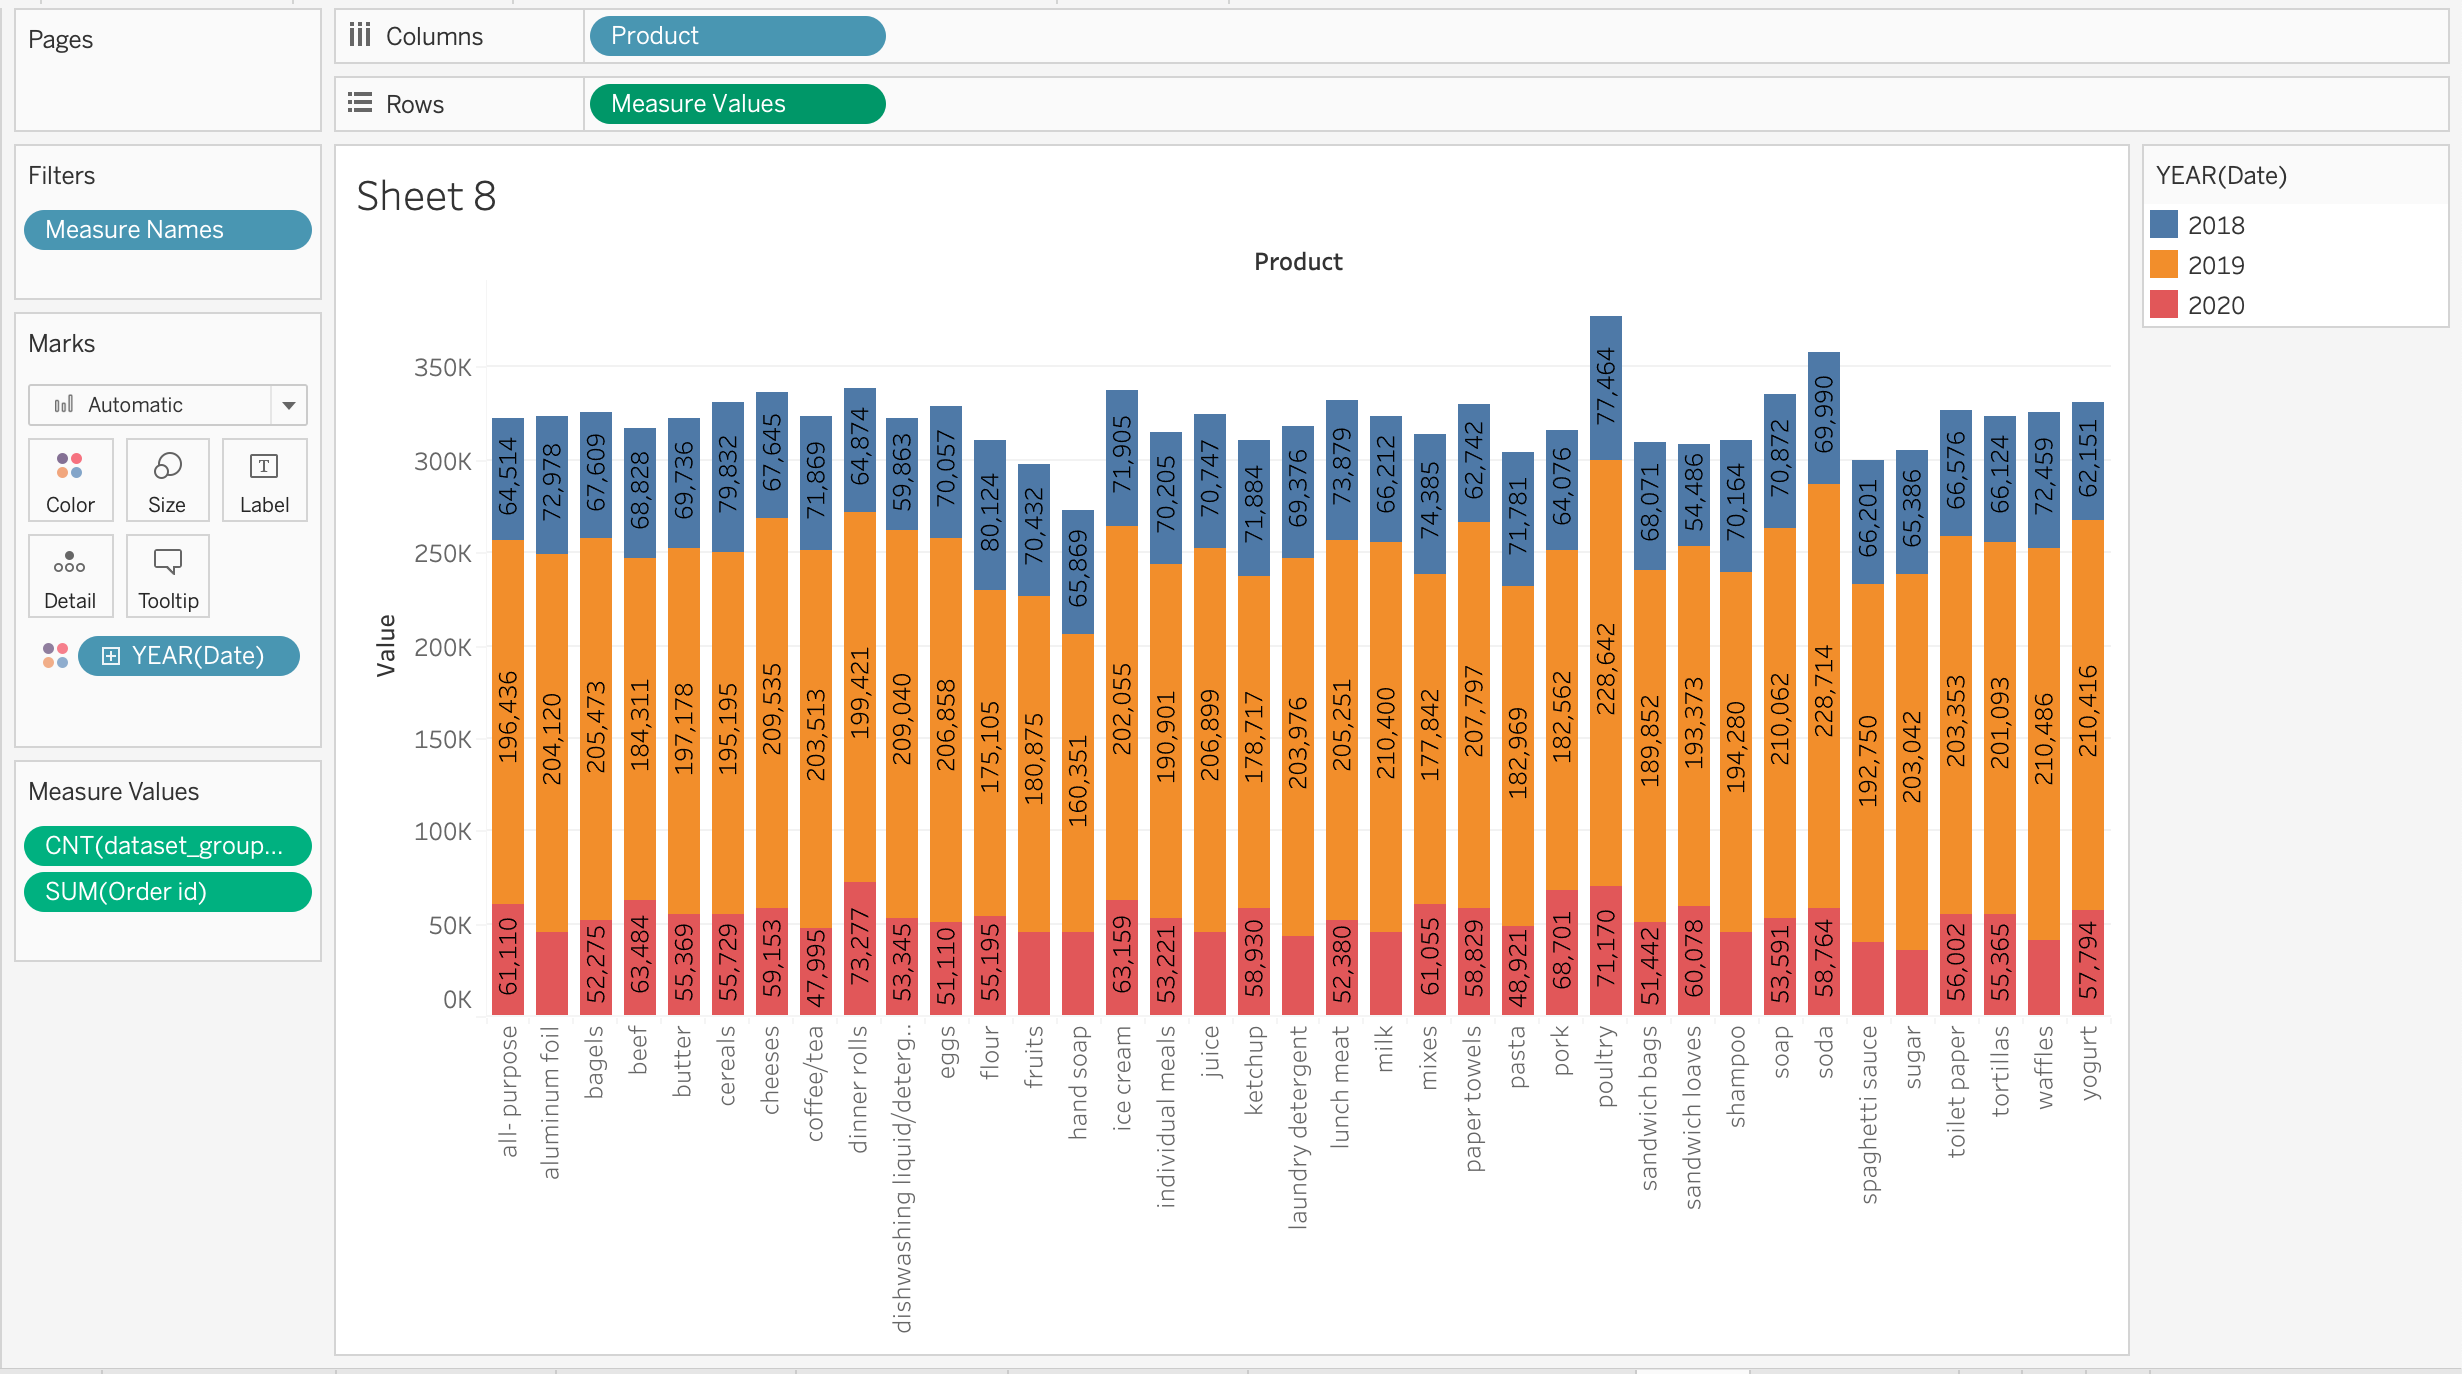 Pages
Columns
Product
Rows
Measure Values
Filters
Measure Names
Marks
Automatic
Color
Size
Label
Detail
Tooltip
YEAR(Date)
Measure Values
CNT(dataset_group...
SUM(Order id)
Sheet 8
Product
Value
350K
300K
250K
200K
150K
100K
50K
0K
64,514
72,978
67,609
68,828
69,736
79,832
67,645
71,869
64,874
59,863
70,057
80,124
70,432
65,869
71,905
70,205
70,747
71,884
69,376
73,879
66,212
74,385
62,742
71,781
64,076
77,464
68,071
54,486
70,164
70,872
69,990
66,201
65,386
66,576
66,124
72,459
62,151
196,436
204,120
205,473
184,311
197,178
195,195
209,535
203,513
199,421
209,040
206,858
175,105
180,875
160,351
202,055
190,901
206,899
178,717
203,976
205,251
210,400
177,842
207,797
182,969
182,562
228,642
189,852
193,373
194,280
210,062
228,714
192,750
203,042
203,353
201,093
210,486
210,416
61,110
52,275
63,484
55,369
55,729
59,153
47,995
73,277
53,345
51,110
55,195
63,159
53,221
58,930
52,380
61,055
58,829
48,921
68,701
71,170
51,442
60,078
53,591
58,764
56,002
55,365
57,794
all- purpose
aluminum foil
bagels
beef
butter
cereals
cheeses
coffee/tea
dinner rolls
dishwashing liquid/deterg..
eggs
flour
fruits
hand soap
ice cream
individual meals
juice
ketchup
laundry detergent
lunch meat
milk
mixes
paper towels
pasta
pork
poultry
sandwich bags
sandwich loaves
shampoo
soap
soda
spaghetti sauce
sugar
toilet paper
tortillas
waffles
yogurt
YEAR(Date)
2018
2019
2020